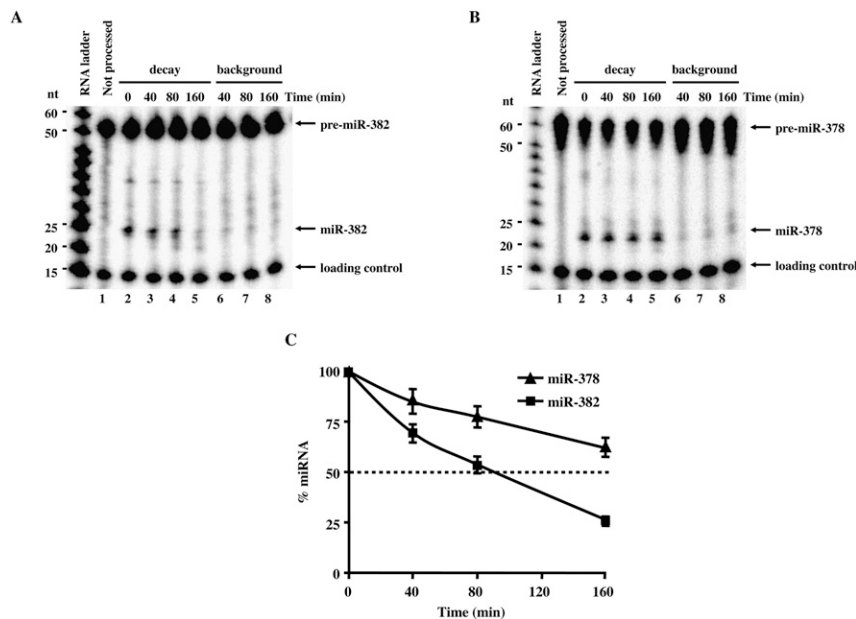 A
RNA ladder
Not processed
decay
background
nt
0 40 80 160 40 80 160 Time (min)
60
50
25
20
15
pre-miR-382
miR-382
loading control
1 2 3 4 5 6 7 8
B
RNA ladder
Not processed
decay
background
nt
0 40 80 160 40 80 160 Time (min)
60
50
25
20
15
pre-miR-378
miR-378
loading control
1 2 3 4 5 6 7 8
C
100
75
50
25
0
% miRNA
miR-378
miR-382
0 40 80 120 160
Time (min)